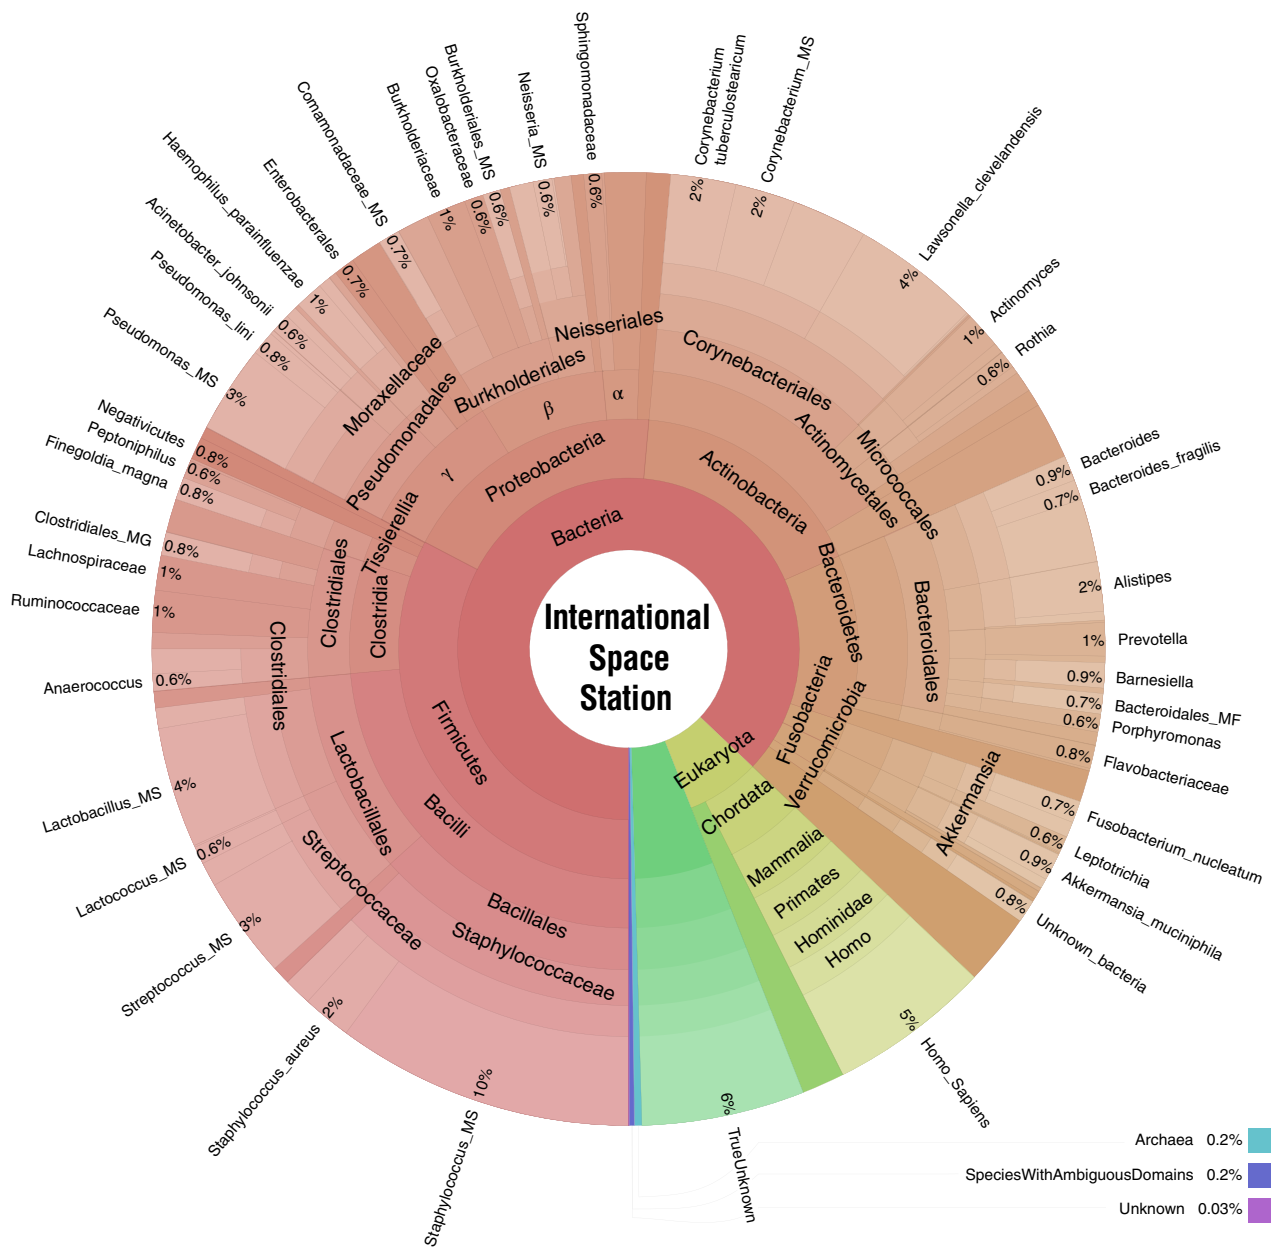 International
Space
Station
Bacteria
Proteobacteria
Actinobacteria
Bacteroidetes
Fusobacteria
Verrucomicrobia
Firmicutes
Eukaryota
Chordata
Mammalia
Primates
Hominidae
Homo
α
β
γ
Neisseriales
Burkholderiales
Moraxellaceae
Pseudomonadales
Tissierellia
Clostridia
Clostridiales
Clostridiales
Lactobacillales
Bacilli
Streptococcaceae
Bacillales
Staphylococcaceae
Corynebacteriales
Actinomycetales
Micrococcales
Bacteroidales
Akkermansia
Sphingomonadaceae
0.6%
Corynebacterium
tuberculostearicum
2%
Corynebacterium_MS
2%
Lawsonella_clevelandensis
4%
Actinomyces
1%
Rothia
0.6%
Bacteroides
0.9%
Bacteroides_fragilis
0.7%
Alistipes
2%
Prevotella
1%
Barnesiella
0.9%
Bacteroidales_MF
0.7%
Porphyromonas
0.6%
Flavobacteriaceae
0.8%
Fusobacterium_nucleatum
0.7%
Leptotrichia
0.6%
Akkermansia_muciniphila
0.9%
Unknown_bacteria
0.8%
Homo_Sapiens
5%
TrueUnknown
6%
Staphylococcus_MS
10%
Staphylococcus_aureus
2%
Streptococcus_MS
3%
Lactococcus_MS
0.6%
Lactobacillus_MS
4%
Anaerococcus
0.6%
Ruminococcaceae
1%
Lachnospiraceae
1%
Clostridiales_MG
0.8%
Finegoldia_magna
0.8%
Peptoniphilus
0.6%
Negativicutes
0.8%
Pseudomonas_MS
3%
Pseudomonas_lini
0.8%
Acinetobacter_johnsonii
0.6%
Haemophilus_parainfluenzae
1%
Enterobacterales
0.7%
Comamonadaceae_MS
0.7%
Burkholderiaceae
1%
Oxalobacteraceae
0.6%
Burkholderiales_MS
0.6%
Neisseria_MS
0.6%
Archaea 0.2%
SpeciesWithAmbiguousDomains 0.2%
Unknown 0.03%